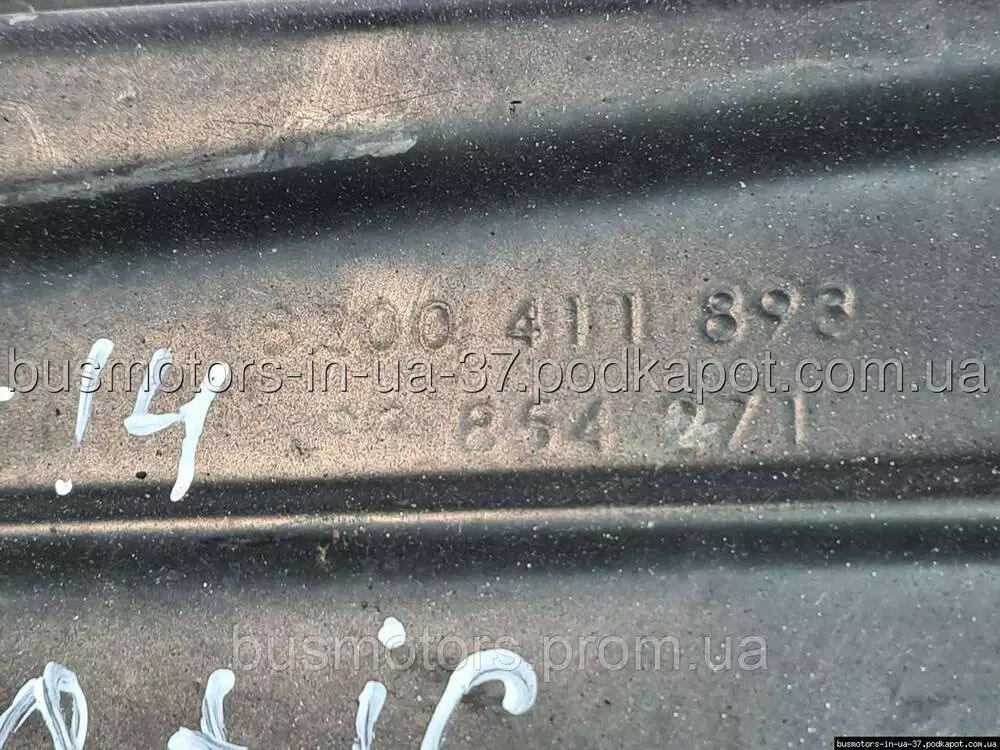 8200 411 893
busmotors-in-ua-37.podkapot.com.ua
14
854 271
busmotors.prom.ua
busmotors-in-ua-37.podkapot.com.ua